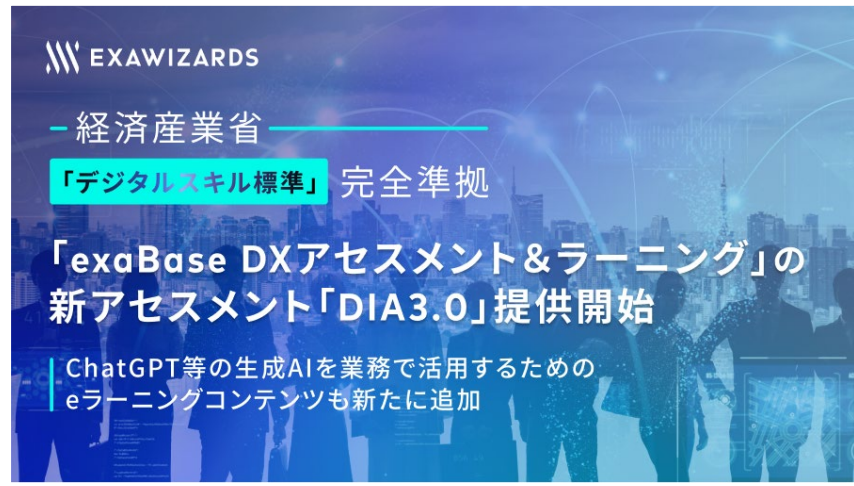 EXAWIZARDS
経済産業省
「デジタルスキル標準」 完全準拠
「exaBase DXアセスメント&ラーニング」の
新アセスメント「DIA3.0」提供開始
ChatGPT等の生成AIを業務で活用するための
eラーニングコンテンツも新たに追加